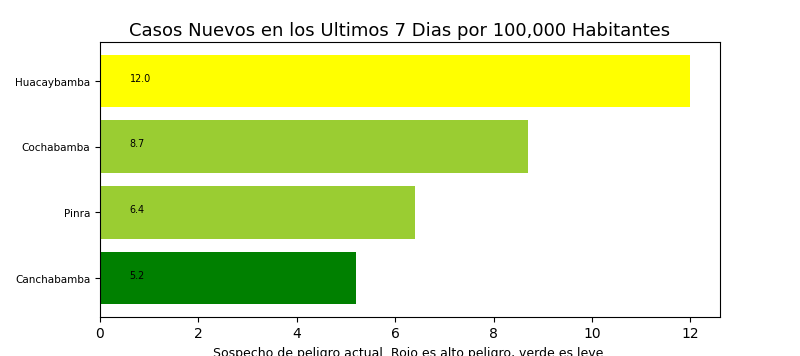 Casos Nuevos en los Ultimos 7 Dias por 100,000 Habitantes
Huacaybamba 12.0
Cochabamba 8.7
Pinra 6.4
Canchabamba 5.2
0 2 4 6 8 10 12
Sospecho de peligro actual. Rojo es alto peligro, verde es leve